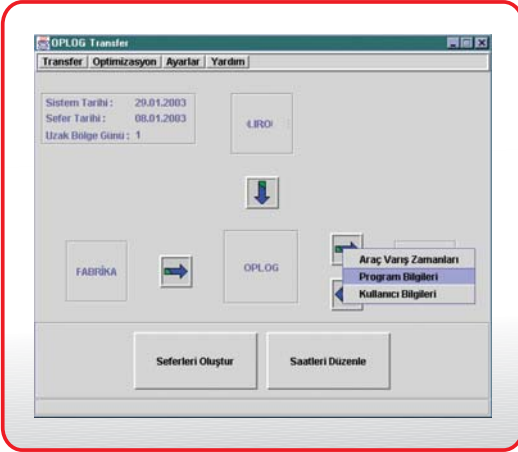 OPLOG Transfer
Transfer Optimizasyon Ayarlar Yardım
Sistem Tarihi : 29.01.2003
Sefer Tarihi : 08.01.2003
Uzak Bölge Günü : 1
FABRİKA
OPLOG
Araç Varış Zamanları
Program Bilgileri
Kullanıcı Bilgileri
Seferleri Oluştur
Saatleri Düzenle